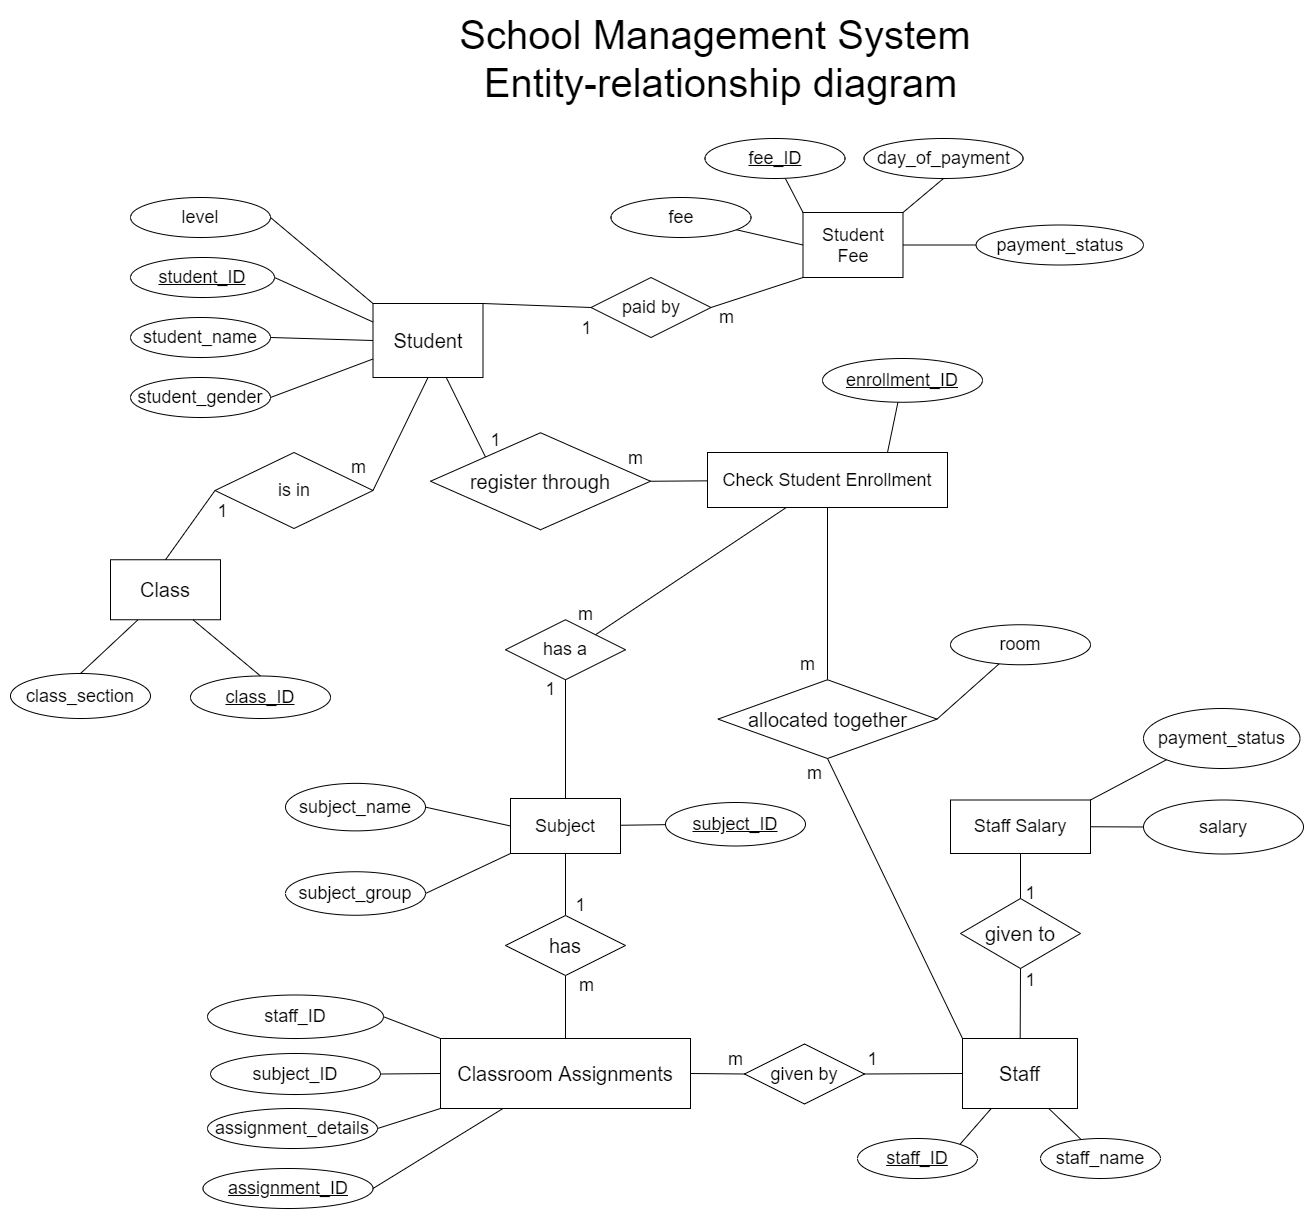 School Management System
Entity-relationship diagram
fee_ID
day_of_payment
level
fee
Student
Fee
payment_status
student_ID
paid by
1
m
student_name
Student
student_gender
enrollment_ID
1
m
m
is in
1
register through
Check Student Enrollment
Class
m
has a
1
room
m
class_section
class_ID
allocated together
m
payment_status
subject_name
Subject
subject_ID
Staff Salary
salary
subject_group
1
1
has
given to
m
1
staff_ID
subject_ID
Classroom Assignments
m
given by
1
Staff
assignment_details
staff_ID
staff_name
assignment_ID